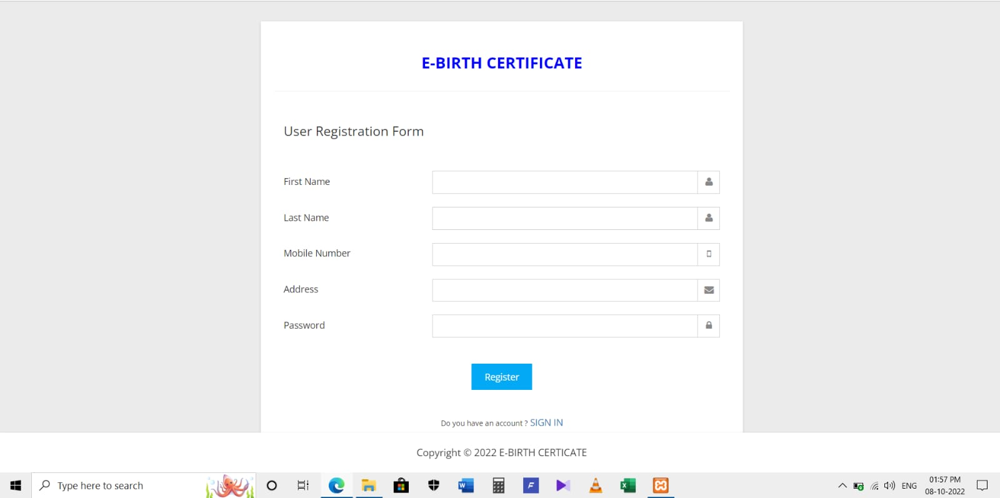 E-BIRTH CERTIFICATE
User Registration Form
First Name
Last Name
Mobile Number
Address
Password
Register
Do you have an account ? SIGN IN
Copyright © 2022 E-BIRTH CERTICATE
Type here to search
ENG
01:57 PM
08-10-2022